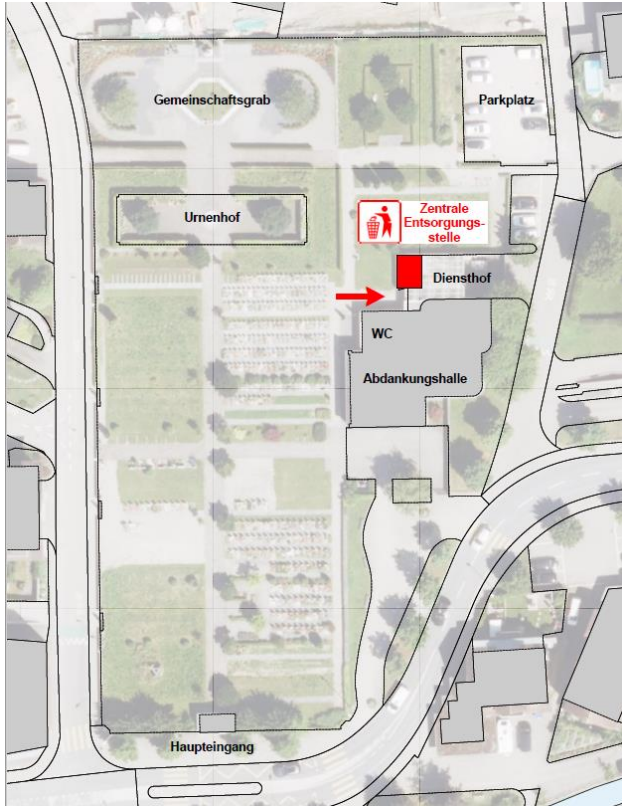 Gemeinschaftsgrab
Parkplatz
Urnenhof
Zentrale
Entsorgungs-
stelle
Diensthof
WC
Abdankungshalle
Haupteingang